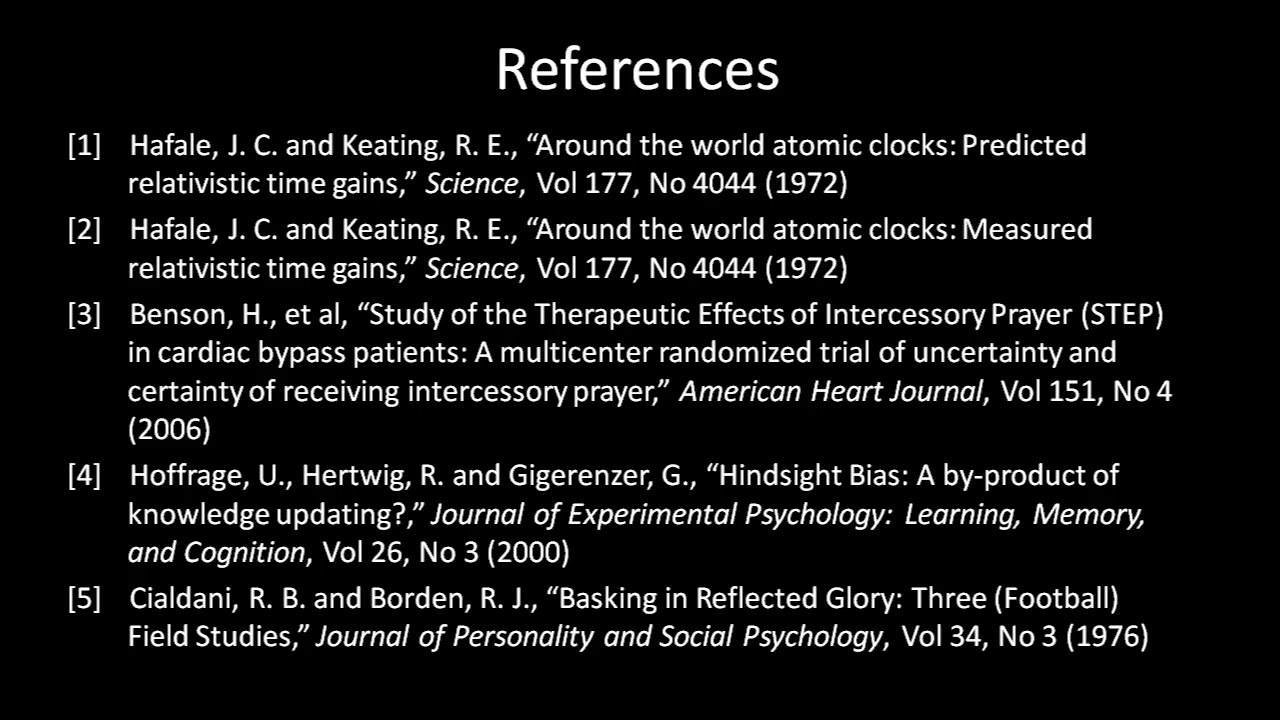 References
[1] Hafale, J. C. and Keating, R. E., “Around the world atomic clocks: Predicted
relativistic time gains,” Science, Vol 177, No 4044 (1972)
[2] Hafale, J. C. and Keating, R. E., “Around the world atomic clocks: Measured
relativistic time gains,” Science, Vol 177, No 4044 (1972)
[3] Benson, H., et al, “Study of the Therapeutic Effects of Intercessory Prayer (STEP)
in cardiac bypass patients: A multicenter randomized trial of uncertainty and
certainty of receiving intercessory prayer,” American Heart Journal, Vol 151, No 4
(2006)
[4] Hoffrage, U., Hertwig, R. and Gigerenzer, G., “Hindsight Bias: A by-product of
knowledge updating?,” Journal of Experimental Psychology: Learning, Memory,
and Cognition, Vol 26, No 3 (2000)
[5] Cialdani, R. B. and Borden, R. J., “Basking in Reflected Glory: Three (Football)
Field Studies,” Journal of Personality and Social Psychology, Vol 34, No 3 (1976)